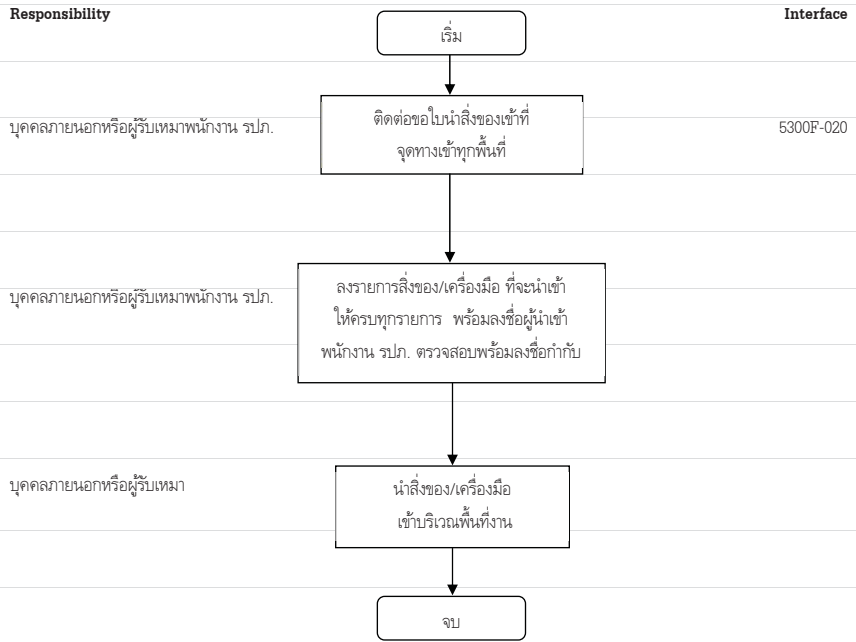 Responsibility
Interface
เริ่ม
บุคคลภายนอกหรือผู้รับเหมาพนักงาน รปภ.
ติดต่อขอใบนำสิ่งของเข้าที่
จุดทางเข้าทุกพื้นที่
5300F-020
บุคคลภายนอกหรือผู้รับเหมาพนักงาน รปภ.
ลงรายการสิ่งของ/เครื่องมือ ที่จะนำเข้า
ให้ครบทุกรายการ พร้อมลงชื่อผู้นำเข้า
พนักงาน รปภ. ตรวจสอบพร้อมลงชื่อกำกับ
บุคคลภายนอกหรือผู้รับเหมา
นำสิ่งของ/เครื่องมือ
เข้าบริเวณพื้นที่งาน
จบ